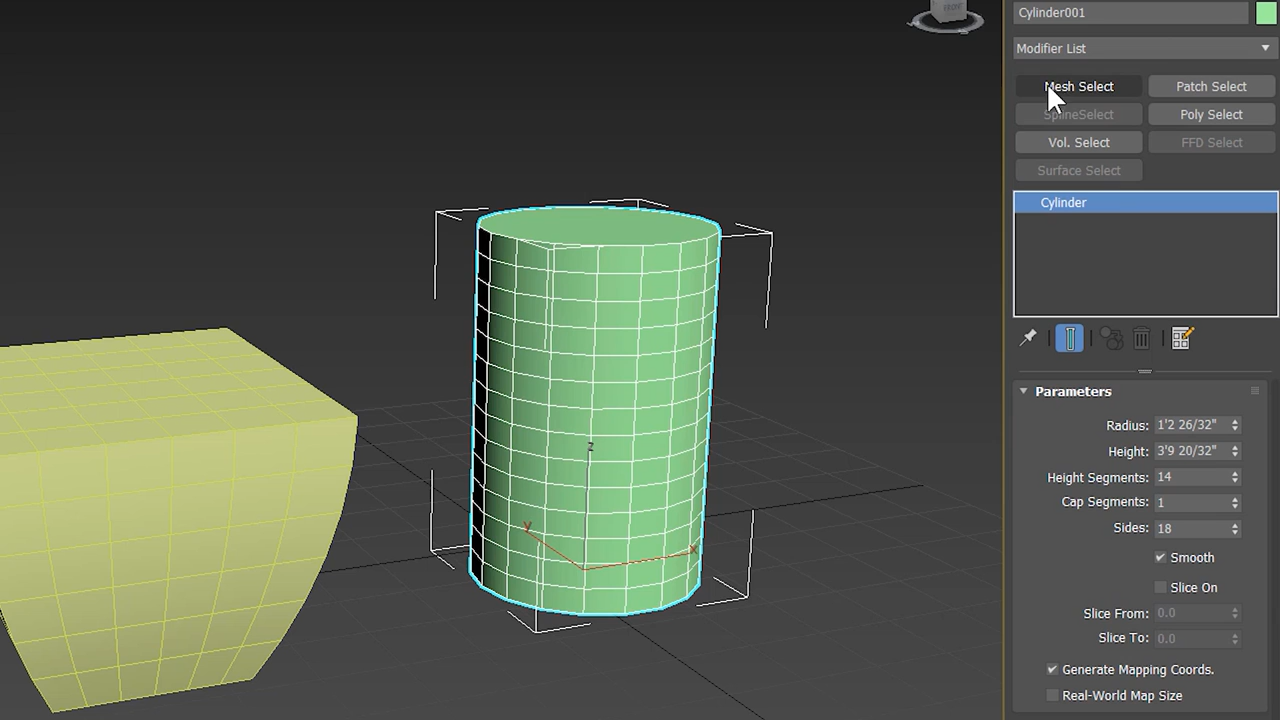 Cylinder001
Modifier List
Mesh Select Patch Select
SplineSelect Poly Select
Vol. Select FFD Select
Surface Select
Cylinder
Parameters
Radius: 1'2 26/32"
Height: 3'9 20/32"
Height Segments: 14
Cap Segments: 1
Sides: 18
Smooth
Slice On
Slice From: 0.0
Slice To: 0.0
Generate Mapping Coords.
Real-World Map Size
FRONT
z
y
x